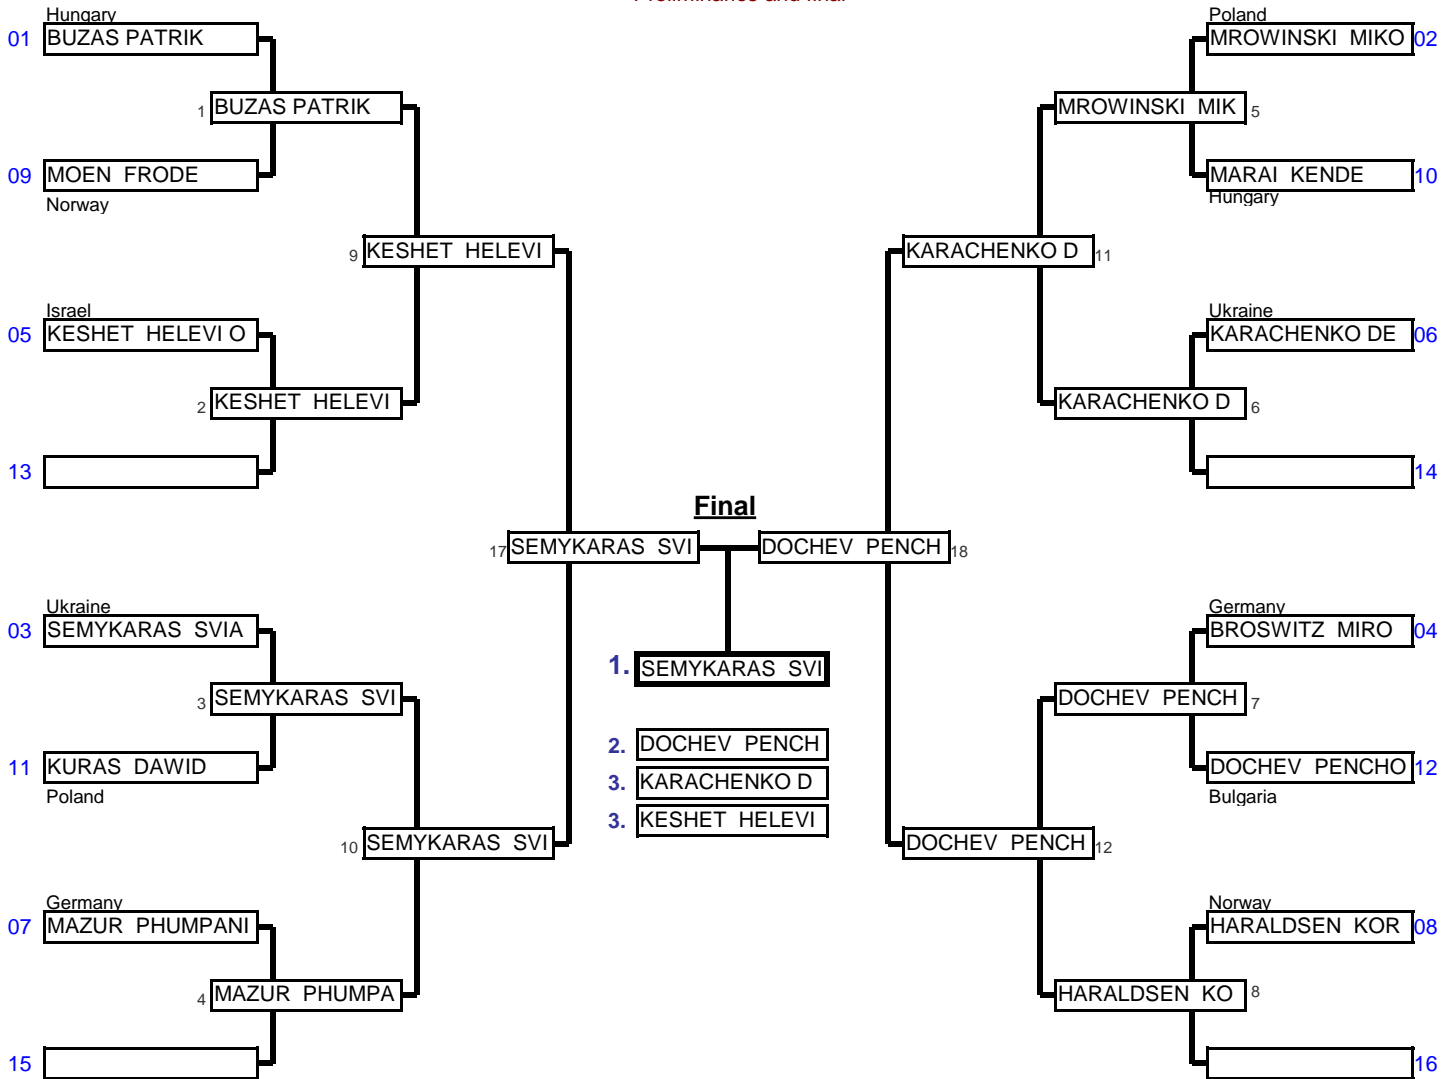 Preliminaries and final
Hungary
01 BUZAS PATRIK
1 BUZAS PATRIK
09 MOEN FRODE
Norway
9 KESHET HELEVI
Israel
05 KESHET HELEVI O
2 KESHET HELEVI
13
17 SEMYKARAS SVI
Ukraine
03 SEMYKARAS SVIA
3 SEMYKARAS SVI
11 KURAS DAWID
Poland
10 SEMYKARAS SVI
Germany
07 MAZUR PHUMPANI
4 MAZUR PHUMPA
15
Final
1. SEMYKARAS SVI
2. DOCHEV PENCH
3. KARACHENKO D
3. KESHET HELEVI
Poland
MROWINSKI MIKO 02
MROWINSKI MIK 5
MARAI KENDE 10
Hungary
KARACHENKO D 11
Ukraine
KARACHENKO DE 06
KARACHENKO D 6
14
DOCHEV PENCH 18
Germany
BROSWITZ MIRO 04
DOCHEV PENCH 7
DOCHEV PENCHO 12
Bulgaria
DOCHEV PENCH 12
Norway
HARALDSEN KOR 08
HARALDSEN KO 8
16